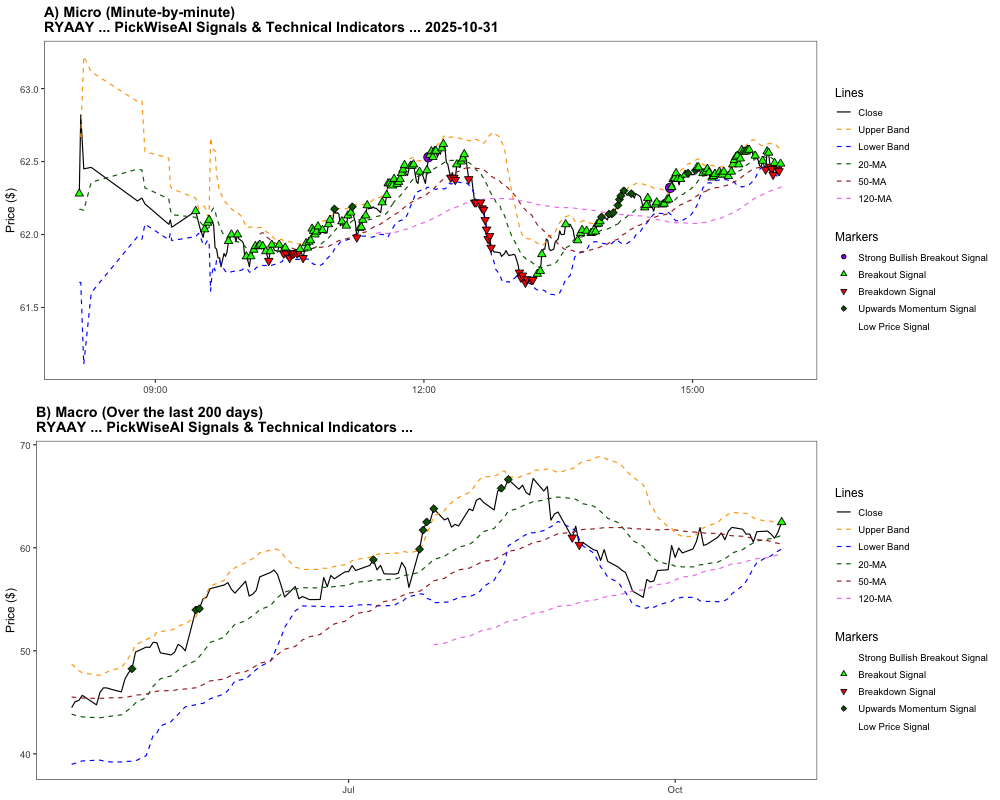 A) Micro (Minute-by-minute)
RYAAY ... PickWiseAI Signals & Technical Indicators ... 2025-10-31
Price ($)
63.0
62.5
62.0
61.5
09:00
12:00
15:00
Lines
Close
Upper Band
Lower Band
20-MA
50-MA
120-MA
Markers
Strong Bullish Breakout Signal
Breakout Signal
Breakdown Signal
Upwards Momentum Signal
Low Price Signal
B) Macro (Over the last 200 days)
RYAAY ... PickWiseAI Signals & Technical Indicators ...
Price ($)
70
60
50
40
Jul
Oct
Lines
Close
Upper Band
Lower Band
20-MA
50-MA
120-MA
Markers
Strong Bullish Breakout Signal
Breakout Signal
Breakdown Signal
Upwards Momentum Signal
Low Price Signal